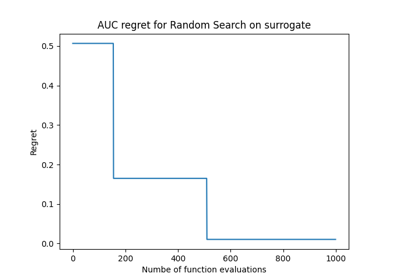 AUC regret for Random Search on surrogate
0.5
0.4
0.3
0.2
0.1
0.0
Regret
0 200 400 600 800 1000
Numbe of function evaluations